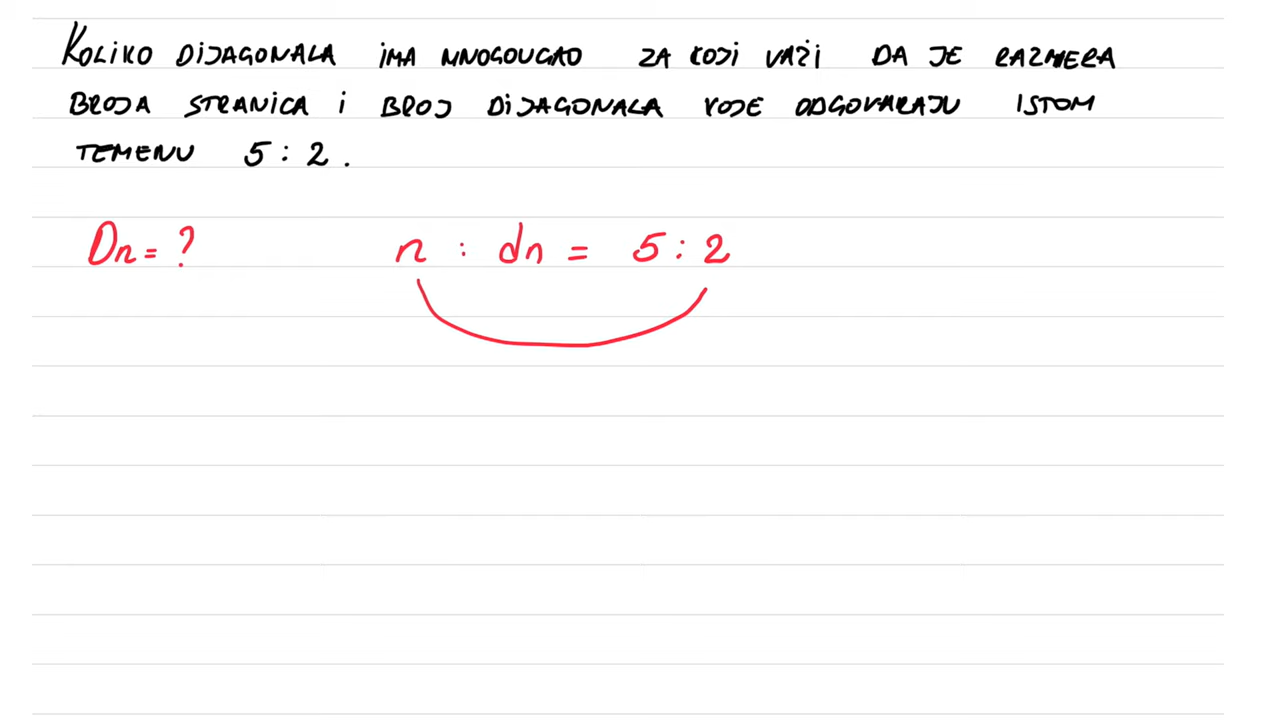 KOLIKO DIJAGONALA IMA MNOGOUGAO ZA KOJI VAŽI DA JE RAZMERA
BROJA STRANICA I BROJ DIJAGONALA KOJE ODGOVARAJU ISTOM
TEMENU 5 : 2 .
Dn = ? n : dn = 5 : 2